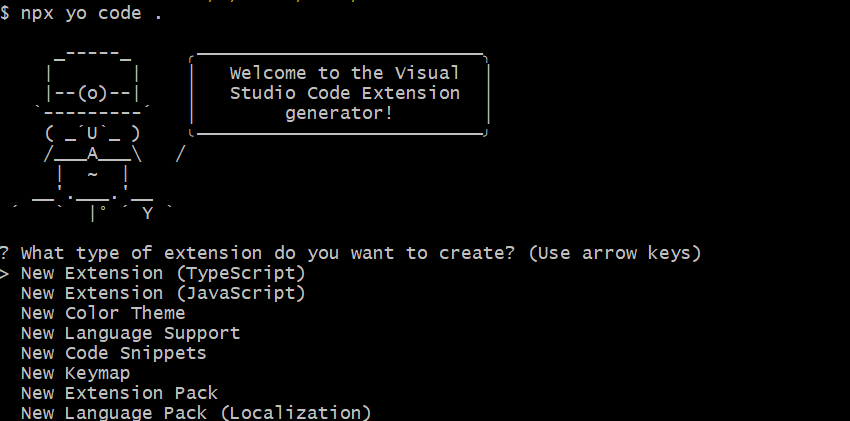 $ npx yo code .
     _-----_     ╭──────────────────────────╮
    |       |    │   Welcome to the Visual  │
    |--(o)--|    │   Studio Code Extension  │
   `---------´   │        generator!        │
    ( _´U`_ )    ╰──────────────────────────╯
    /___A___\   /
     |  ~  |
   __'.___.'__
 ´   `  |° ´ Y `
? What type of extension do you want to create? (Use arrow keys)
> New Extension (TypeScript)
  New Extension (JavaScript)
  New Color Theme
  New Language Support
  New Code Snippets
  New Keymap
  New Extension Pack
  New Language Pack (Localization)